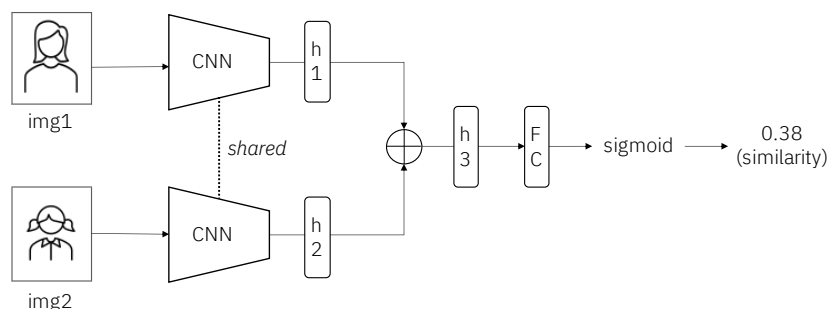 CNN
h
1
img1
shared
h
3
F
C
sigmoid
0.38
(similarity)
CNN
h
2
img2